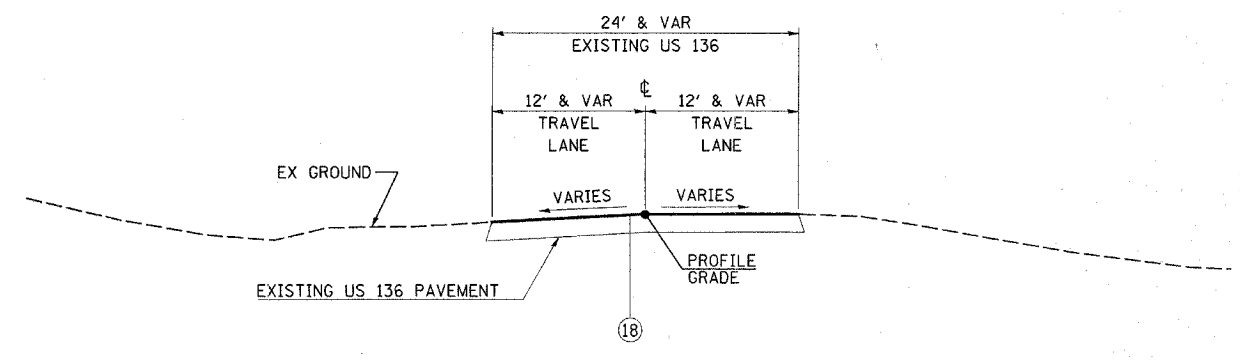 24' & VAR
EXISTING US 136
℄
12' & VAR
TRAVEL
LANE
12' & VAR
TRAVEL
LANE
EX GROUND
VARIES
VARIES
PROFILE
GRADE
EXISTING US 136 PAVEMENT
18